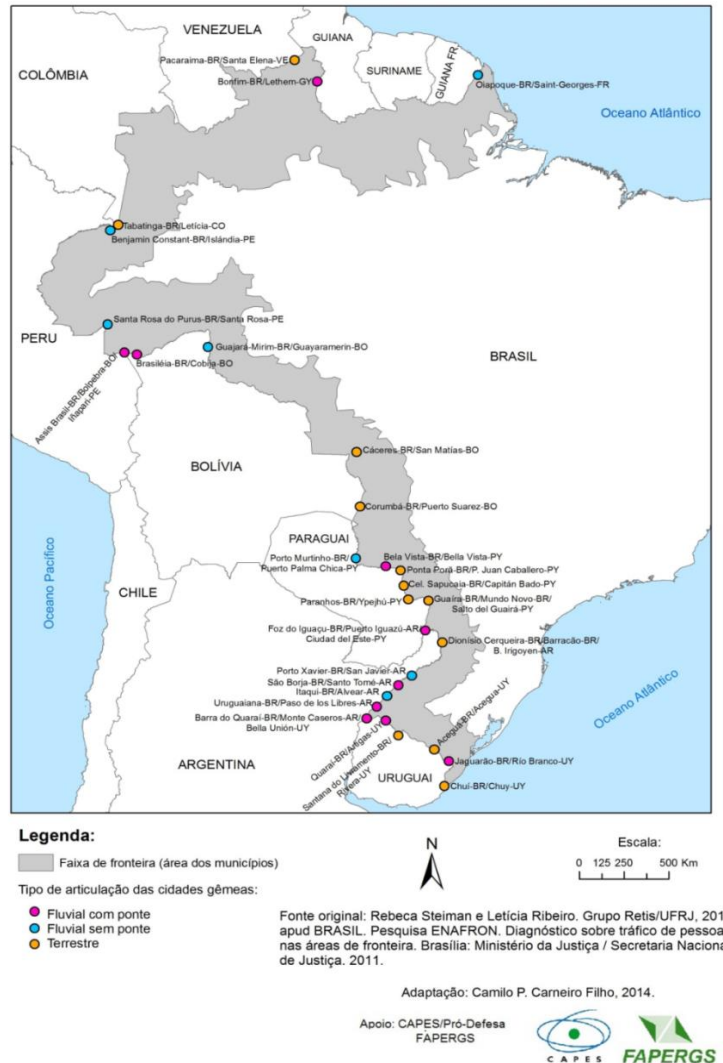 VENEZUELA
GUIANA
COLÔMBIA
SURINAME
GUIANA FR.
Pacaraima-BR/Santa Elena-VE
Bonfim-BR/Lethem-GY
Oiapoque-BR/Saint-Georges-FR
Oceano Atlântico
Tabatinga-BR/Letícia-CO
Benjamin Constant-BR/Islândia-PE
Santa Rosa do Purus-BR/Santa Rosa-PE
PERU
Guajará-Mirim-BR/Guayaramerin-BO
BRASIL
Brasiléia-BR/Cobija-BO
Assis Brasil-BR/Bolpebra-BO/
Iñapari-PE
Cáceres-BR/San Matías-BO
BOLÍVIA
Corumbá-BR/Puerto Suarez-BO
PARAGUAI
Porto Murtinho-BR/
Puerto Palma Chica-PY
Bela Vista-BR/Bella Vista-PY
Ponta Porã-BR/P. Juan Caballero-PY
Cel. Sapucaia-BR/Capitán Bado-PY
Paranhos-BR/Ypejhú-PY
Guaíra-BR/Mundo Novo-BR/
Salto del Guairá-PY
Oceano Pacífico
CHILE
Foz do Iguaçu-BR/Puerto Iguazú-AR/
Ciudad del Este-PY
Dionísio Cerqueira-BR/Barracão-BR/
B. Irigoyen-AR
Porto Xavier-BR/San Javier-AR
São Borja-BR/Santo Tomé-AR
Itaqui-BR/Alvear-AR
Uruguaiana-BR/Paso de los Libres-AR
Barra do Quaraí-BR/Monte Caseros-AR/
Bella Unión-UY
Oceano Atlântico
Quaraí-BR/Artigas-UY
Santana do Livramento-BR/
Rivera-UY
Aceguá-BR/Acegua-UY
ARGENTINA
Jaguarão-BR/Río Branco-UY
URUGUAI
Chuí-BR/Chuy-UY
Legenda:
Faixa de fronteira (área dos municípios)
Tipo de articulação das cidades gêmeas:
Fluvial com ponte
Fluvial sem ponte
Terrestre
N
Escala:
0 125 250 500 Km
Fonte original: Rebeca Steiman e Letícia Ribeiro. Grupo Retis/UFRJ, 201
apud BRASIL. Pesquisa ENAFRON. Diagnóstico sobre tráfico de pessoa
nas áreas de fronteira. Brasília: Ministério da Justiça / Secretaria Naciona
de Justiça. 2011.
Adaptação: Camilo P. Carneiro Filho, 2014.
Apoio: CAPES/Pró-Defesa
FAPERGS
CAPES
FAPERGS